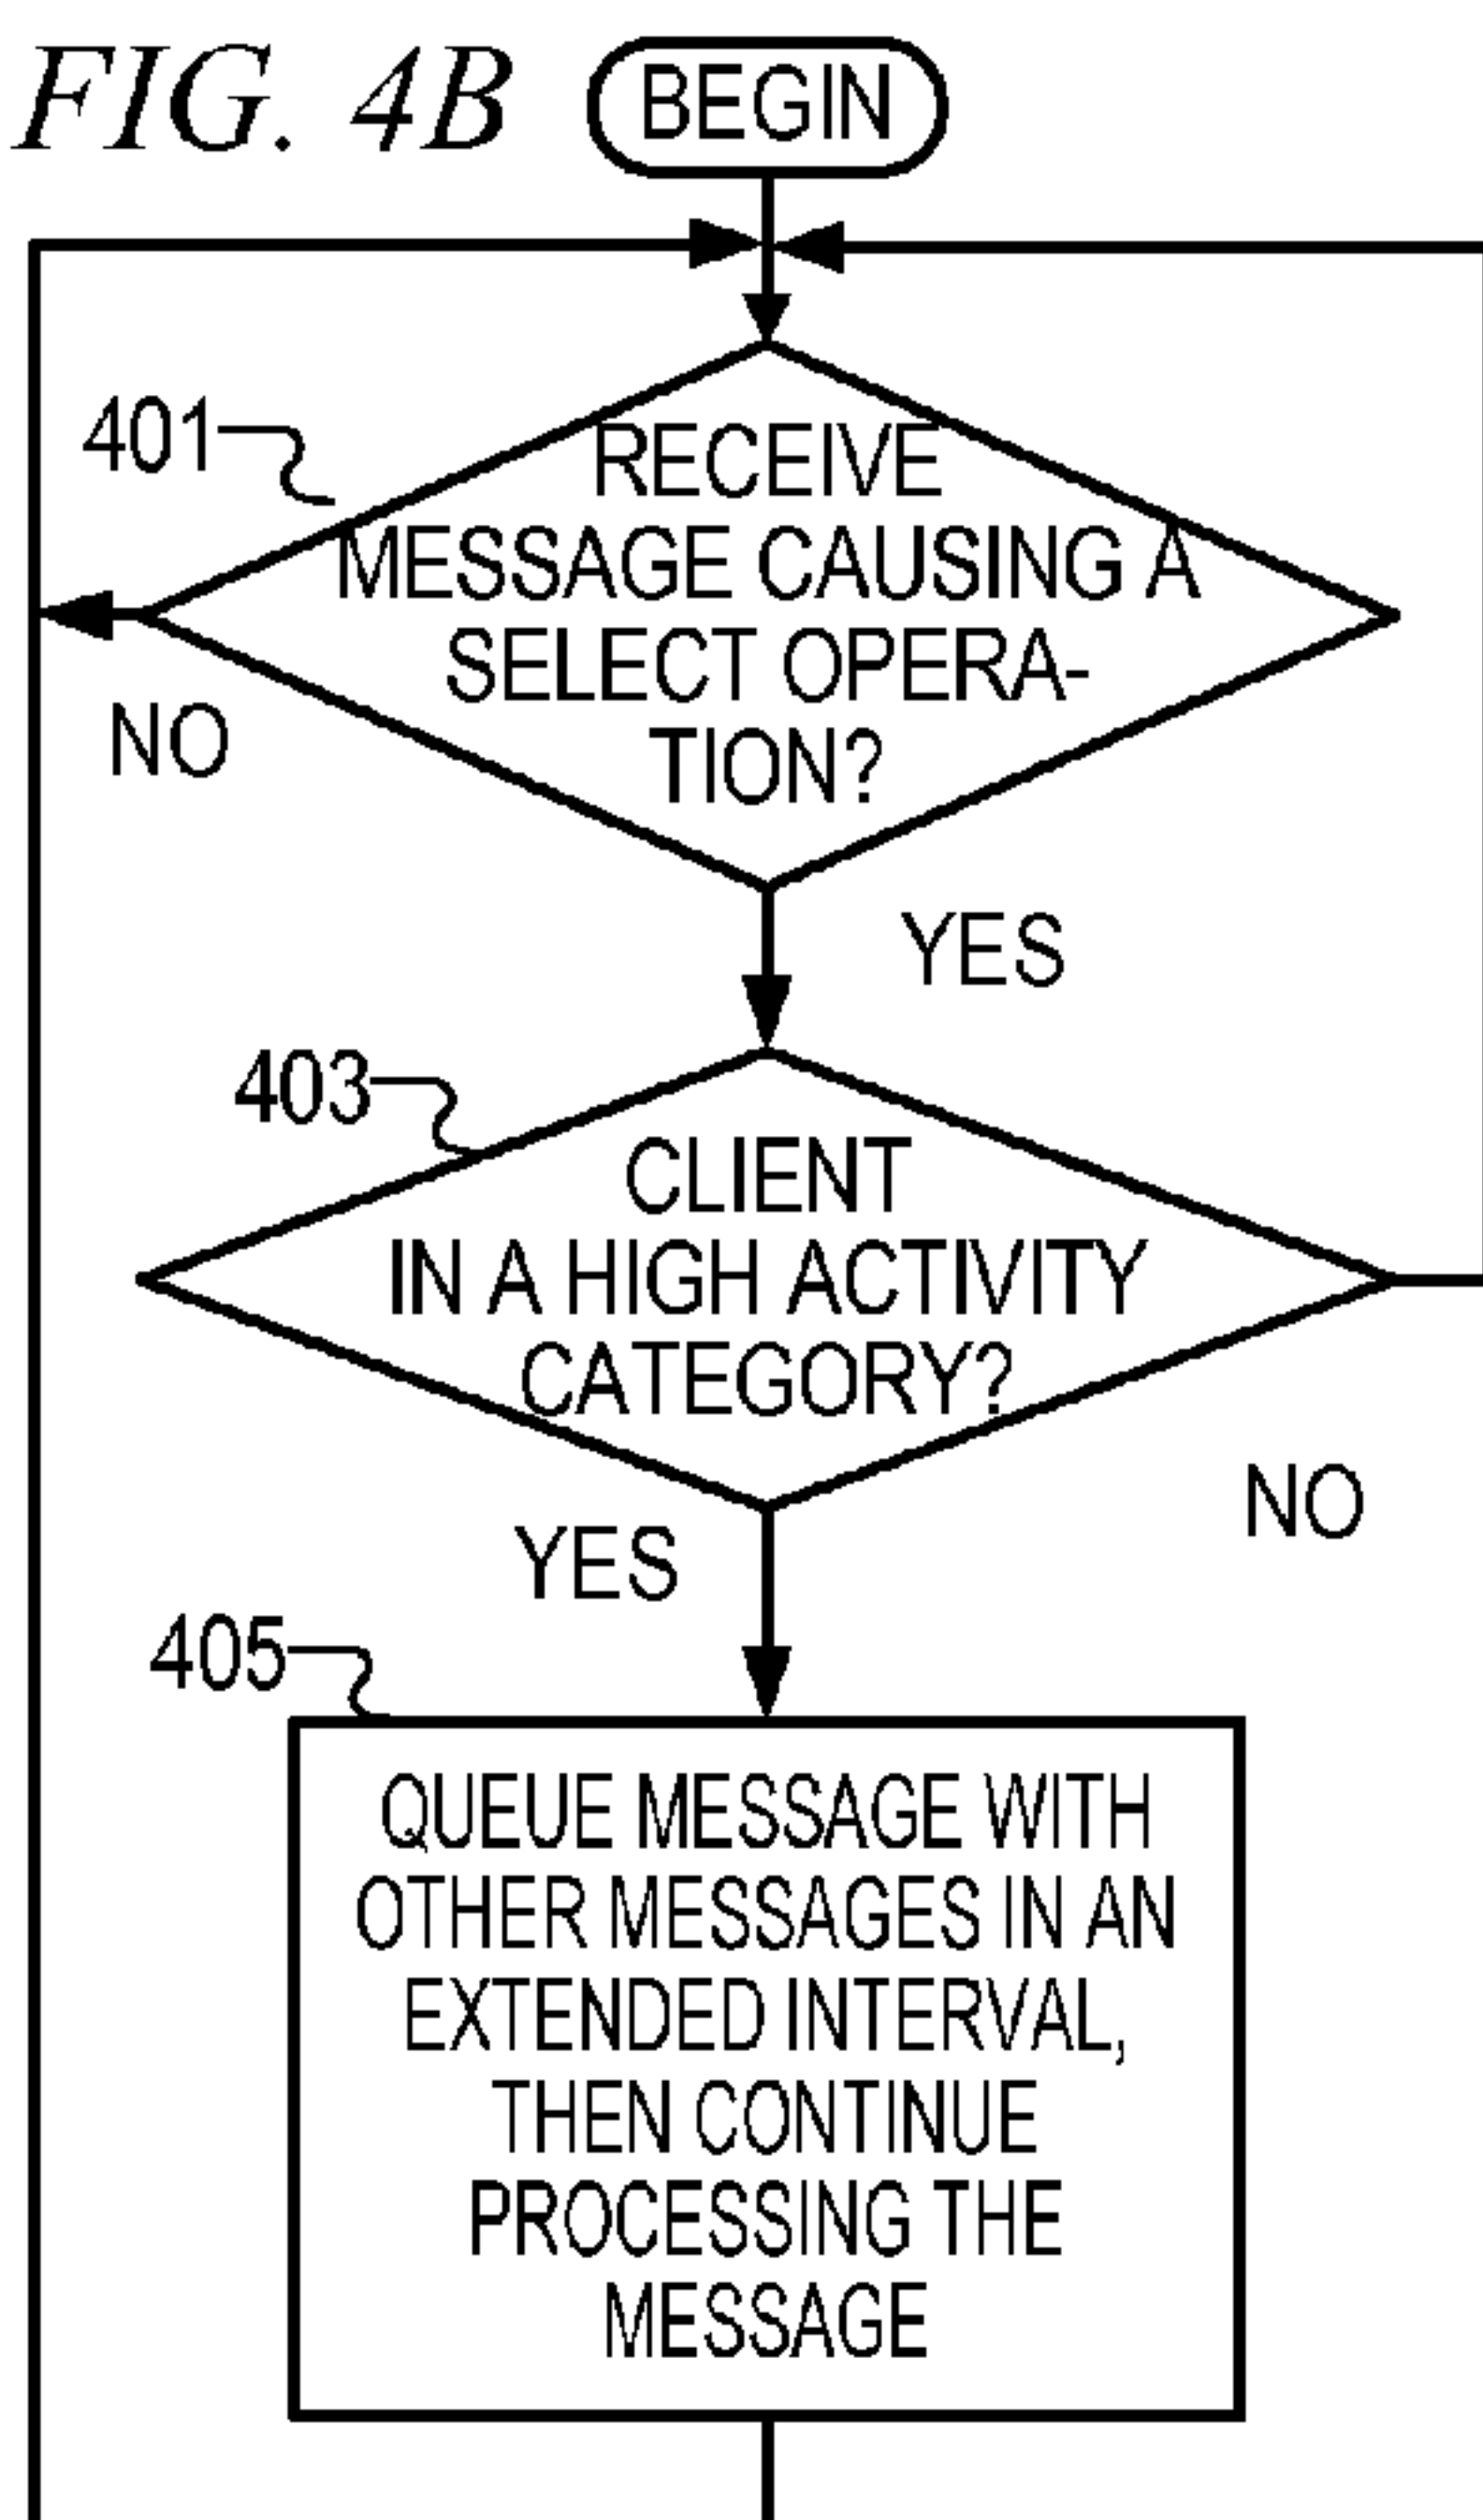 FIG. 4B
BEGIN
401
RECEIVE
MESSAGE CAUSING A
SELECT OPERA-
TION?
NO
YES
403
CLIENT
IN A HIGH ACTIVITY
CATEGORY?
NO
YES
405
QUEUE MESSAGE WITH
OTHER MESSAGES IN AN
EXTENDED INTERVAL,
THEN CONTINUE
PROCESSING THE
MESSAGE